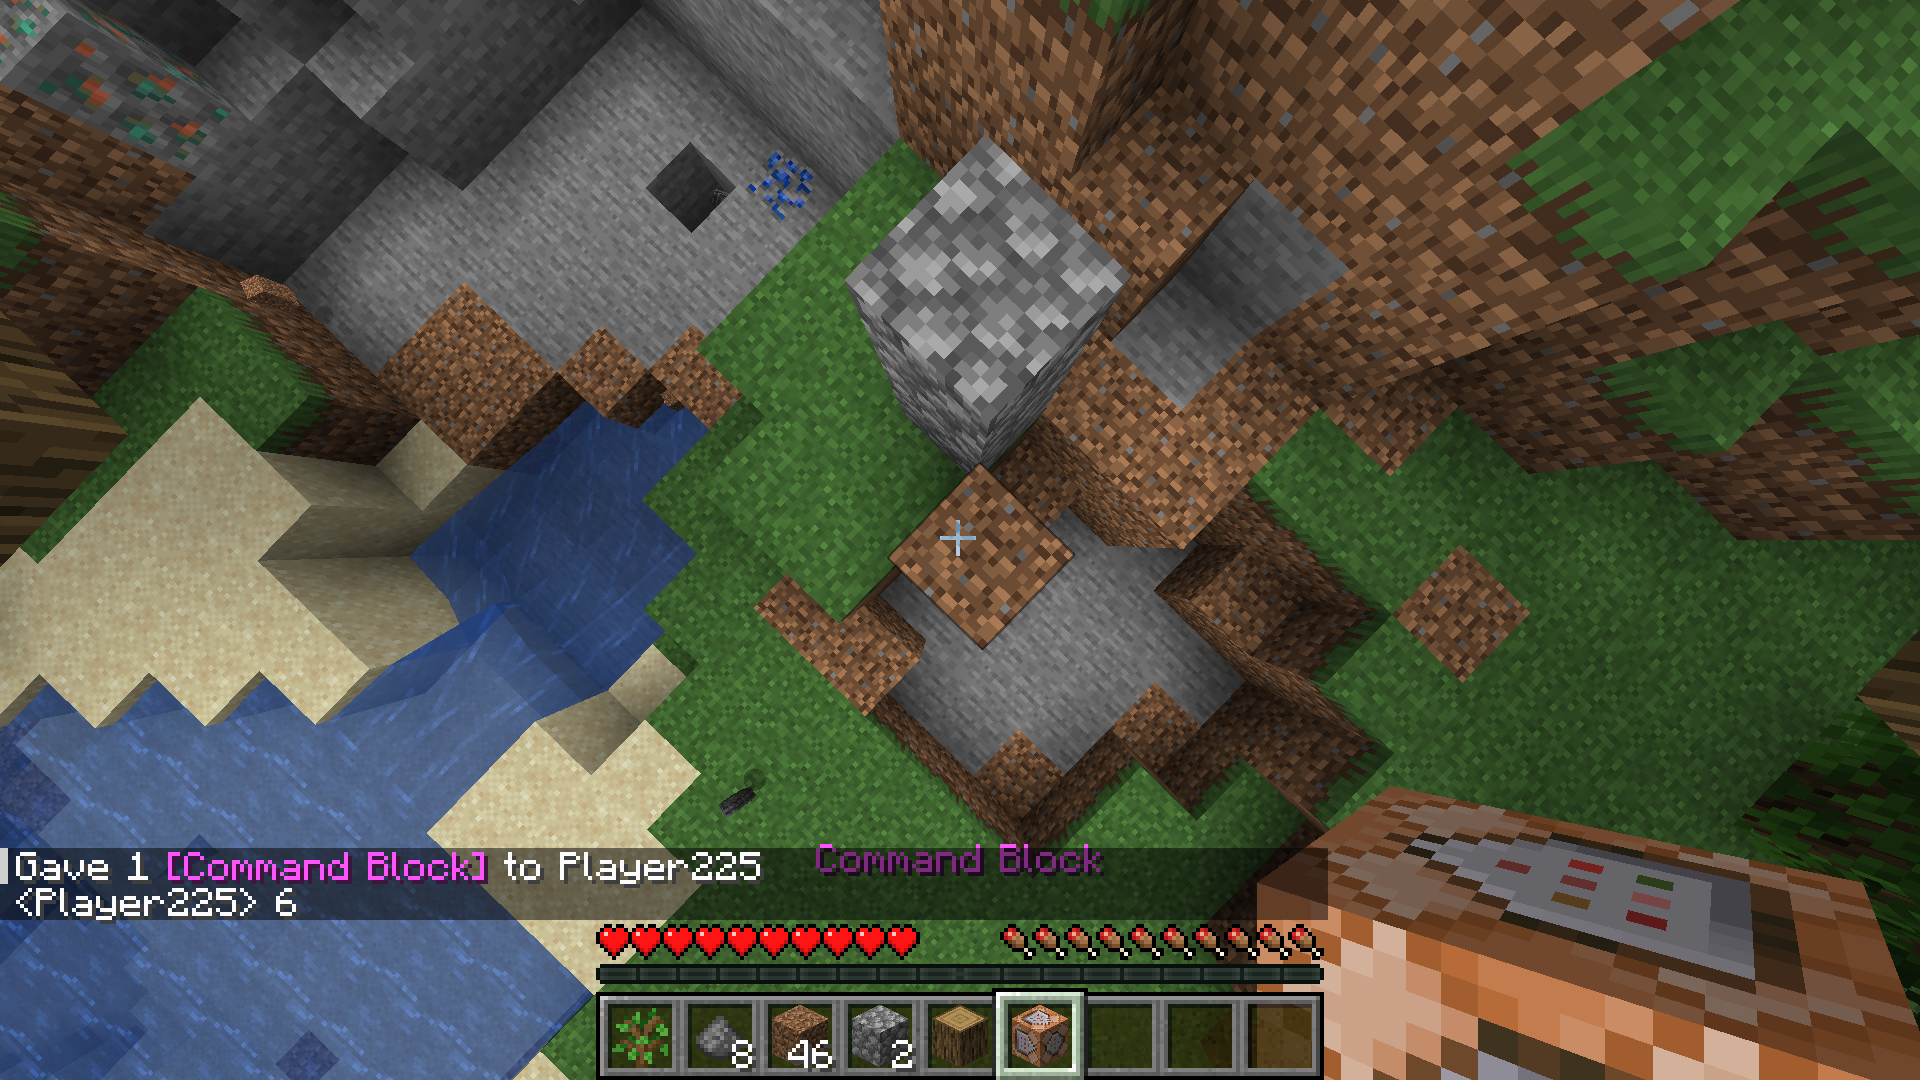 Gave 1 [Command Block] to Player225
<Player225> 6
Command Block
8
46
2